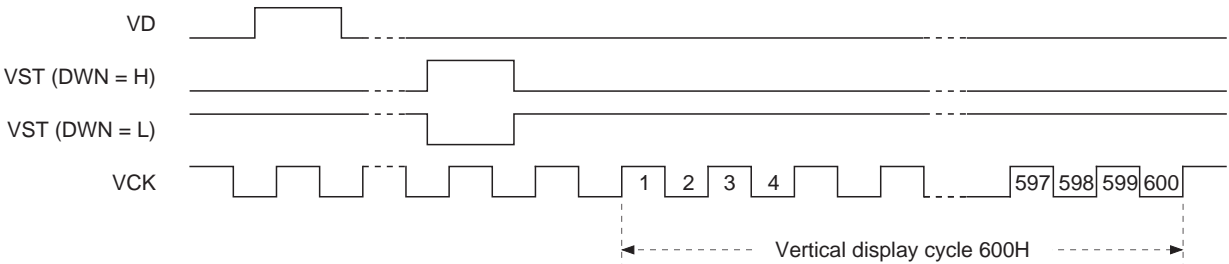 VD
VST (DWN = H)
VST (DWN = L)
VCK
1 2 3 4 597 598 599 600
Vertical display cycle 600H